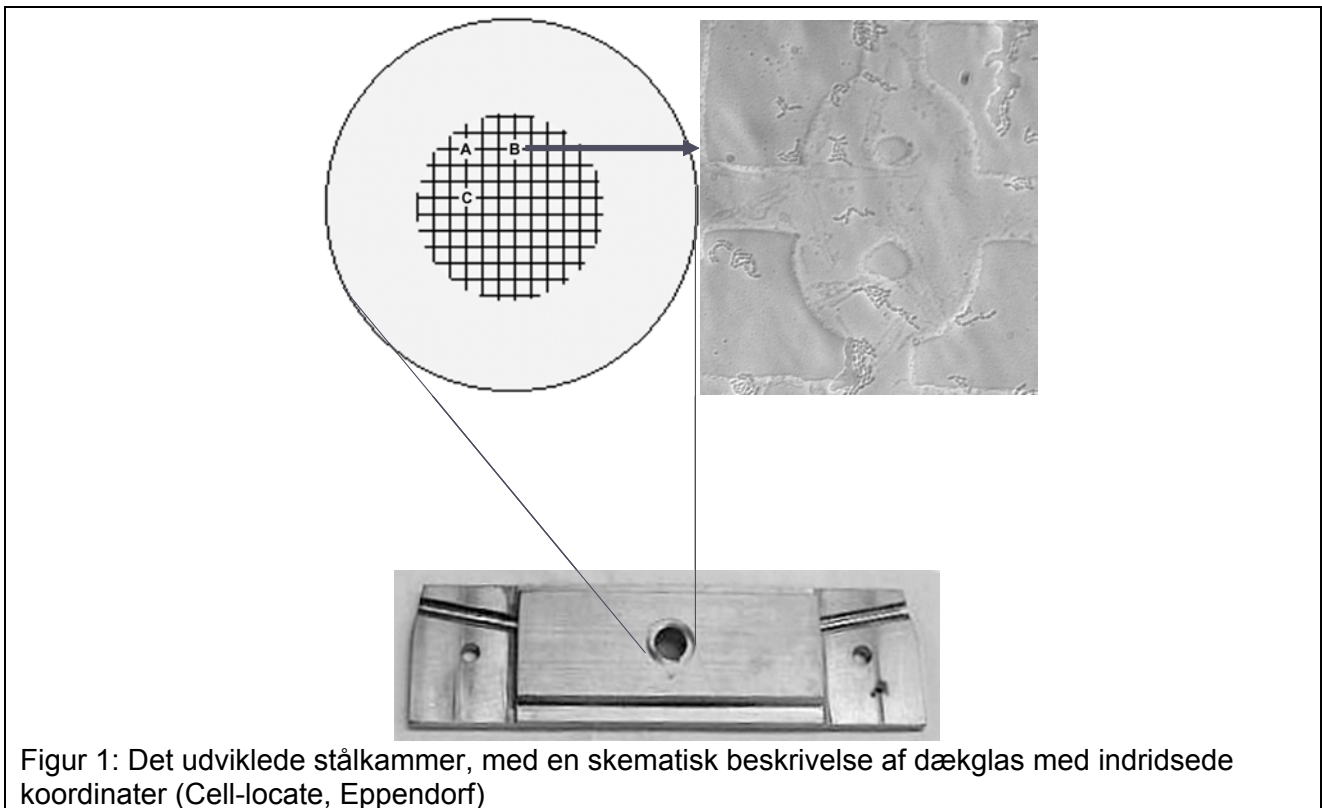 A
B
C
Figur 1: Det udviklede stålkammer, med en skematisk beskrivelse af dækglas med indridsede
koordinater (Cell-locate, Eppendorf)